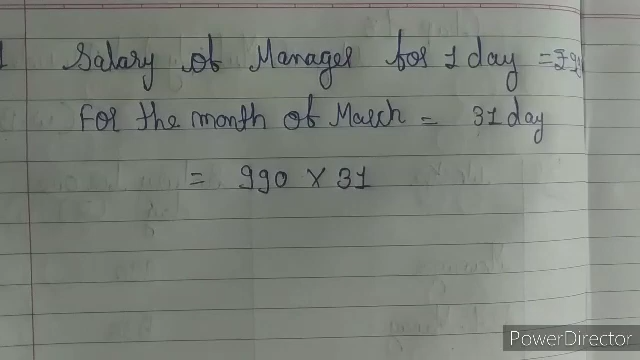 Salary of Manager for 1 day =
For the month of March = 31 day
= 990 × 31
PowerDirector